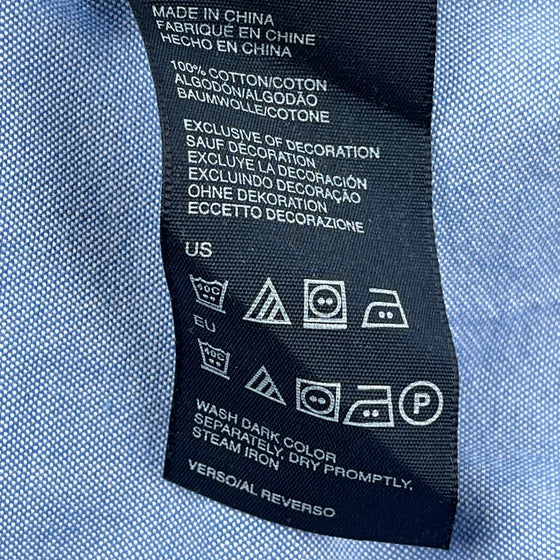 MADE IN CHINA
FABRIQUÉ EN CHINE
HECHO EN CHINA
100% COTTON/COTON
ALGODÓN/ALGODÃO
BAUMWOLLE/COTONE
EXCLUSIVE OF DECORATION
SAUF DÉCORATION
EXCLUYE LA DECORACIÓN
EXCLUINDO DECORAÇÃO
OHNE DEKORATION
ECCETTO DECORAZIONE
US
40C
EU
40C
P
WASH DARK COLOR
SEPARATELY, DRY PROMPTLY,
STEAM IRON
VERSO/AL REVERSO